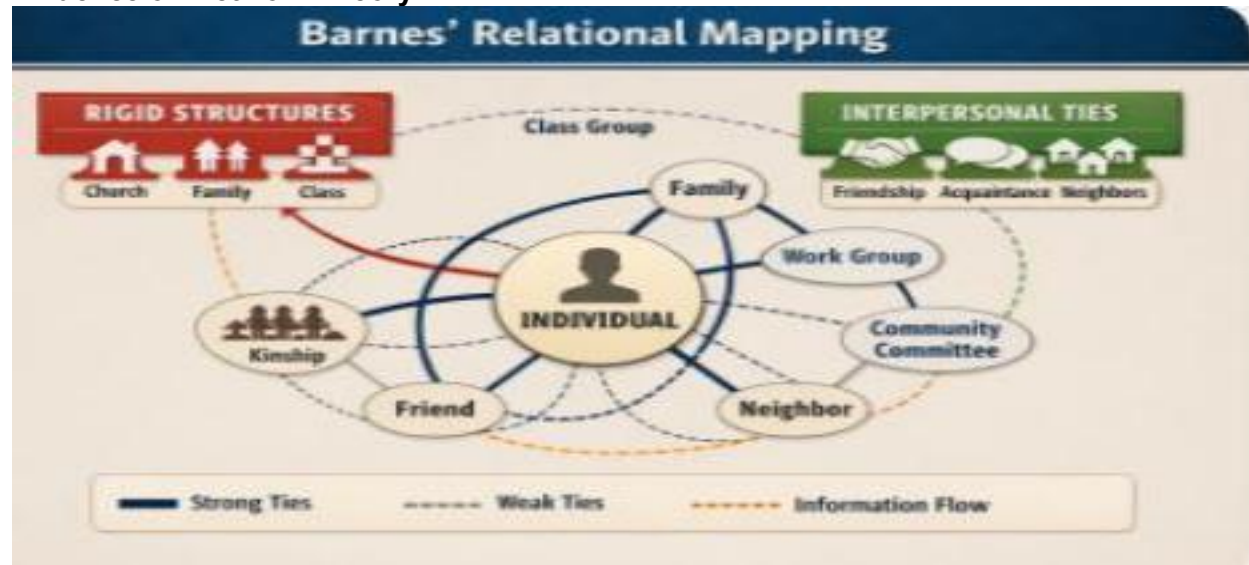 Barnes' Relational Mapping
RIGID STRUCTURES
Church Family Class
Class Group
INTERPERSONAL TIES
Friendship Acquaintance Neighbors
Family
Work Group
INDIVIDUAL
Community
Committee
Kinship
Friend
Neighbor
Strong Ties
Weak Ties
Information Flow